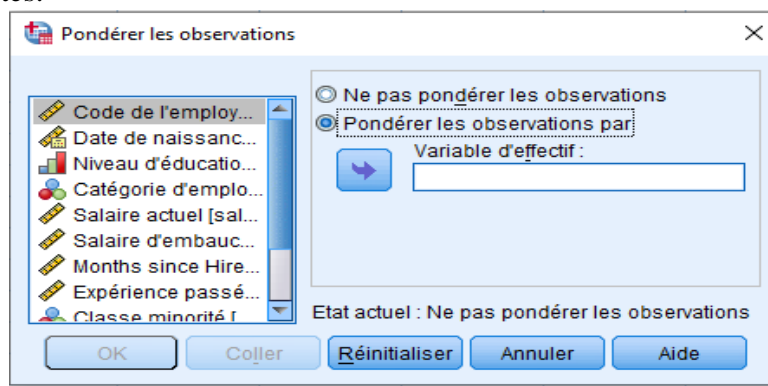 Pondérer les observations
Code de l'employ...
Date de naissanc...
Niveau d'éducatio...
Catégorie d'emplo...
Salaire actuel [sal...
Salaire d'embauc...
Months since Hire...
Expérience passé...
Classe minorité [
Ne pas pondérer les observations
Pondérer les observations par
Variable d'effectif :
Etat actuel : Ne pas pondérer les observations
OK
Coller
Réinitialiser
Annuler
Aide